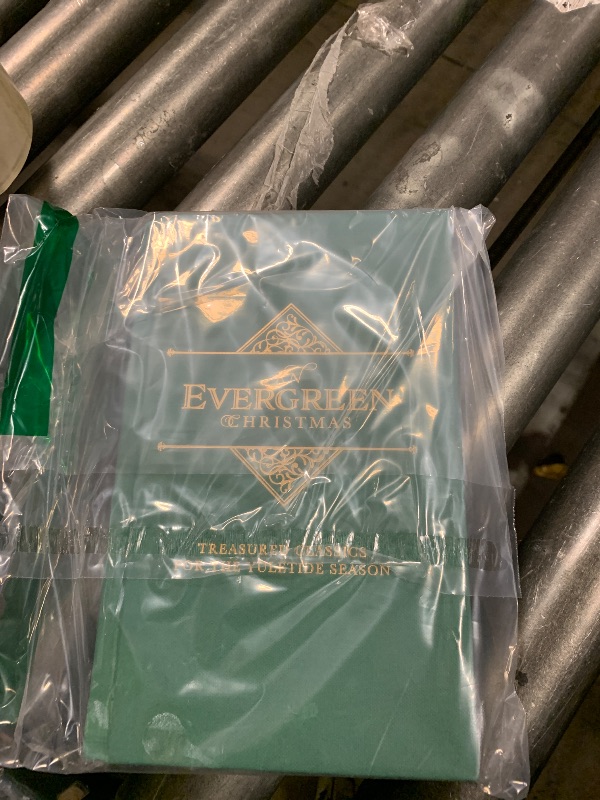 EVERGREEN
CHRISTMAS
TREASURED CLASSICS
FOR THE YULETIDE SEASON